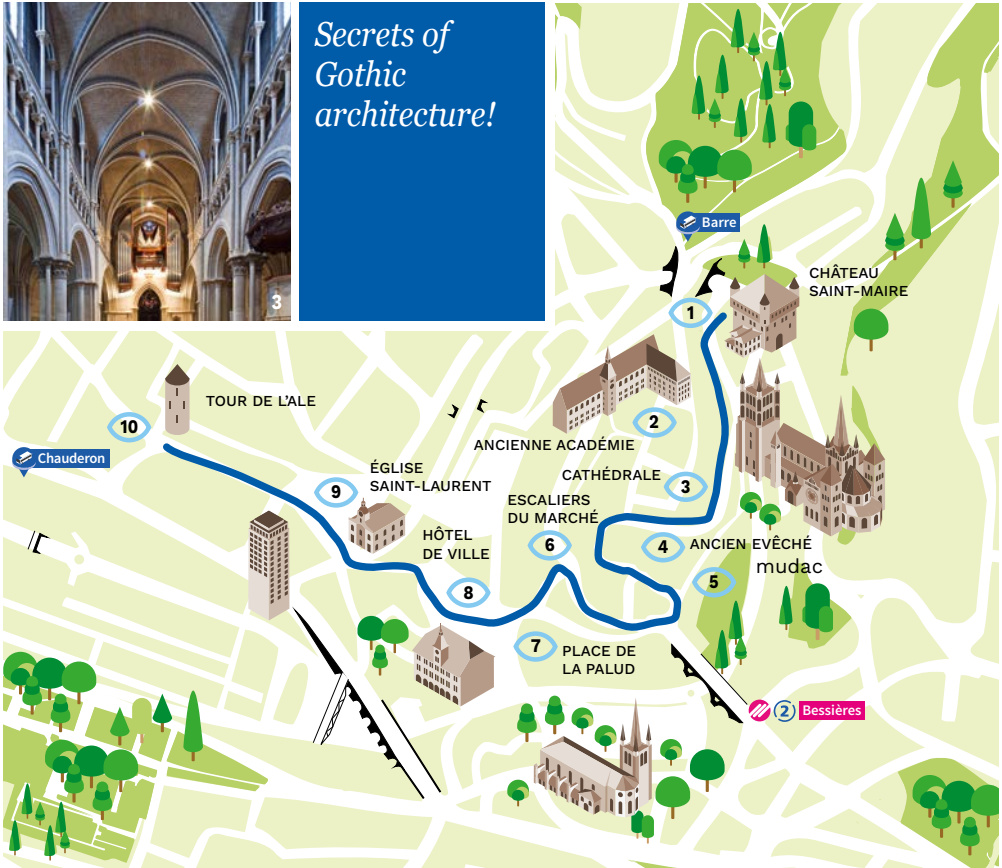 Secrets of
Gothic
architecture!
3
Barre
CHÂTEAU
SAINT-MAIRE
1
TOUR DE L'ALE
10
Chauderon
2
ANCIENNE ACADÉMIE
CATHÉDRALE
3
ÉGLISE
SAINT-LAURENT
9
ESCALIERS
DU MARCHÉ
6
HÔTEL
DE VILLE
8
4
ANCIEN EVÊCHÉ
mudac
5
7
PLACE DE
LA PALUD
2 Bessières